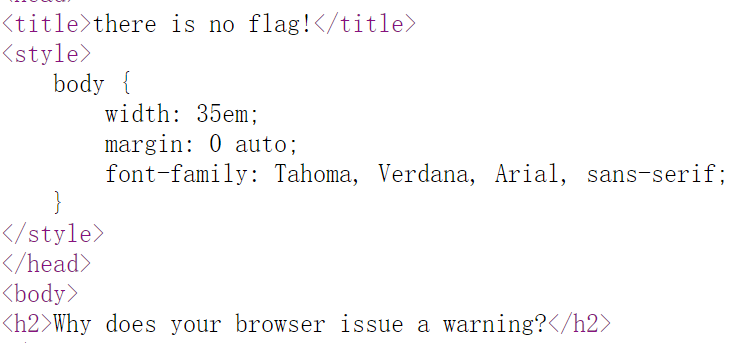 <title>there is no flag!</title>
<style>
    body {
        width: 35em;
        margin: 0 auto;
        font-family: Tahoma, Verdana, Arial, sans-serif;
    }
</style>
</head>
<body>
<h2>Why does your browser issue a warning?</h2>